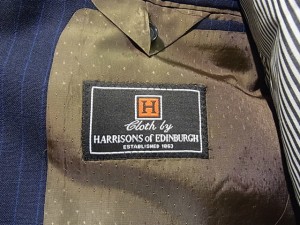 H
Cloth by
HARRISONS of EDINBURGH
ESTABLISHED 1863